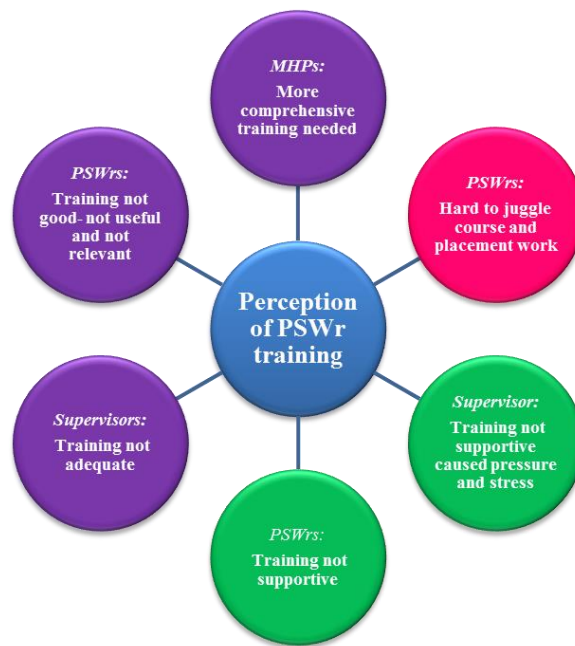 MHPs:
More
comprehensive
training needed
PSWrs:
Training not
good- not useful
and not
relevant
PSWrs:
Hard to juggle
course and
placement work
Perception
of PSWr
training
Supervisors:
Training not
adequate
Supervisor:
Training not
supportive
caused pressure
and stress
PSWrs:
Training not
supportive